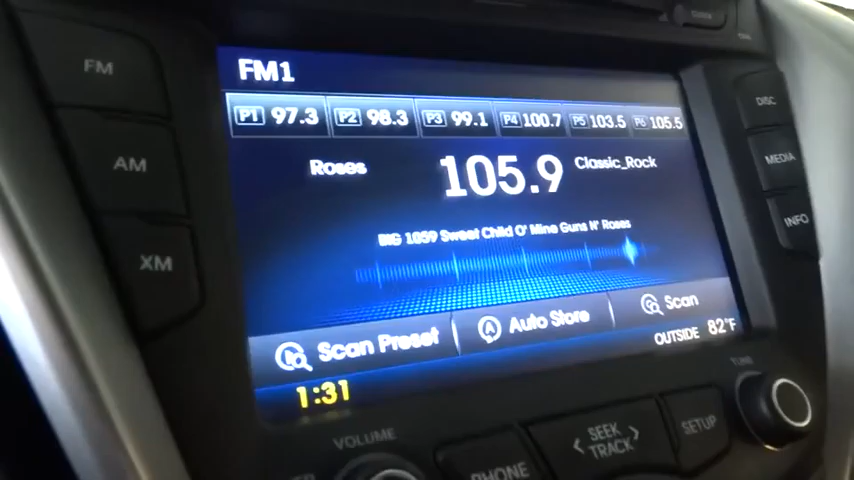 CLOCK
FM
AM
XM
FM1
P1 97.3 P2 98.3 P3 99.1 P4 100.7 P5 103.5 P6 105.5
Roses 105.9 Classic_Rock
BIG 1059 Sweet Child O' Mine Guns N' Roses
Scan Preset Auto Store Scan
1:31 OUTSIDE 82°F
DISC
MEDIA
INFO
TUNE
VOLUME
PHONE
SEEK
TRACK
SETUP